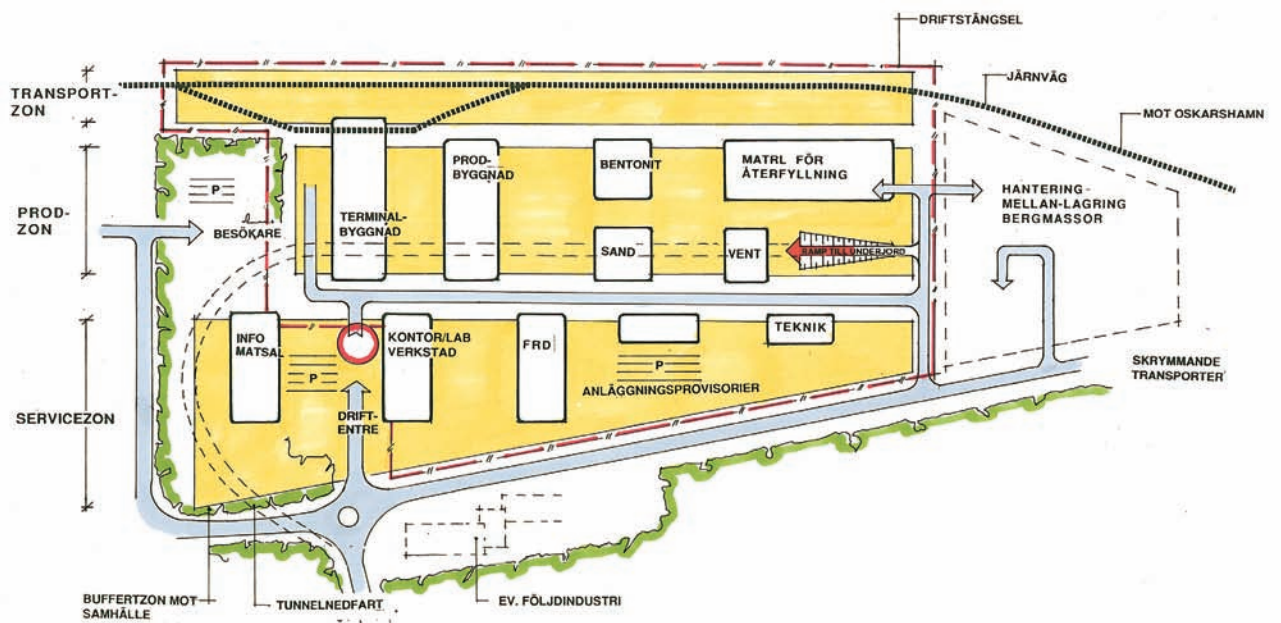 DRIFTSTÄNGSEL
JÄRNVÄG
MOT OSKARSHAMN
TRANSPORT-
ZON
PROD-
ZON
SERVICEZON
P
BESÖKARE
TERMINAL-
BYGGNAD
PROD-
BYGGNAD
BENTONIT
MATRL FÖR
ÅTERFYLLNING
SAND
VENT
RAMP TILL UNDERJORD
HANTERING-
MELLAN-LAGRING
BERGMASSOR
INFO
MATSAL
P
KONTOR/LAB
VERKSTAD
FRD
P
ANLÄGGNINGSPROVISORIER
TEKNIK
DRIFT-
ENTRE
SKRYMMANDE
TRANSPORTER
BUFFERTZON MOT
SAMHÄLLE
TUNNELNEDFART
EV. FÖLJDINDUSTRI